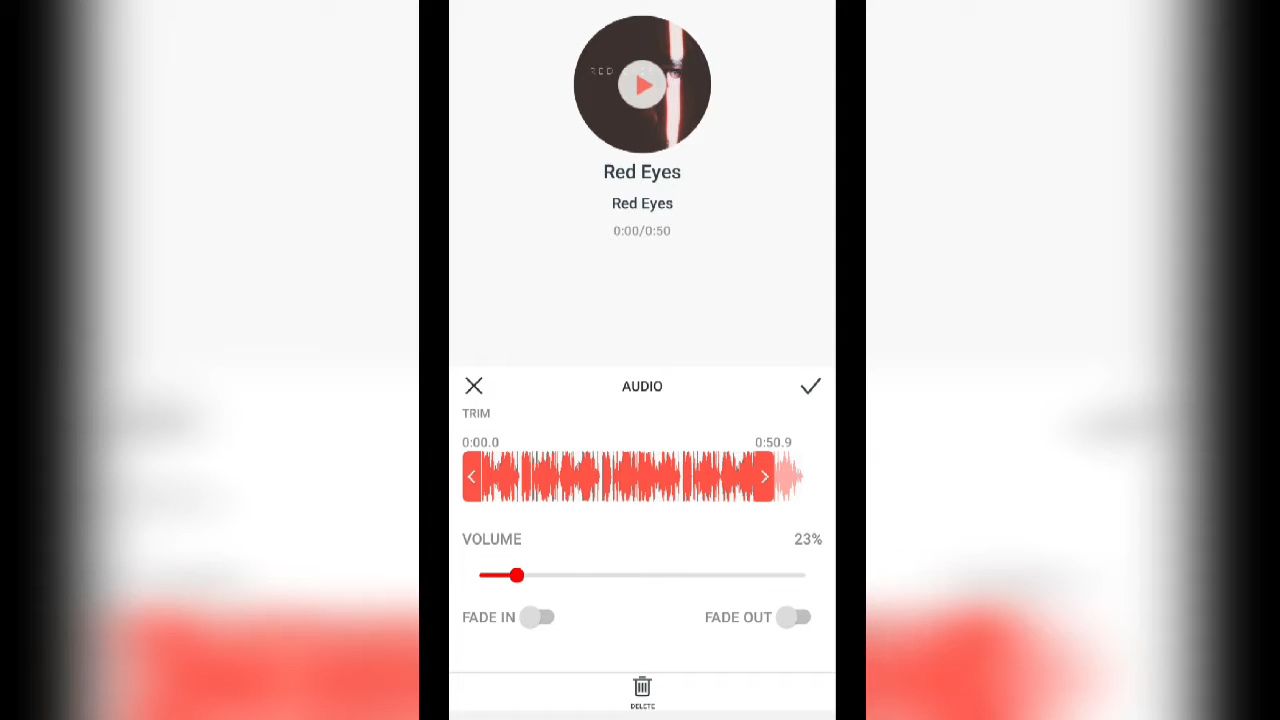 RED
Red Eyes
Red Eyes
0:00/0:50
AUDIO
TRIM
0:00.0 0:50.9
VOLUME 23%
FADE IN FADE OUT
DELETE